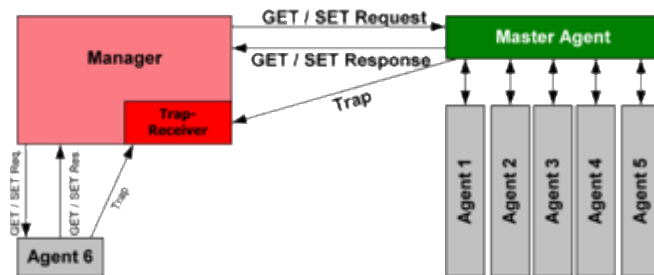 GET / SET Request
Master Agent
Manager
GET / SET Response
Trap-
Receiver
Trap
GET / SET Req.
GET / SET Res.
Trap
Agent 1
Agent 2
Agent 3
Agent 4
Agent 5
Agent 6